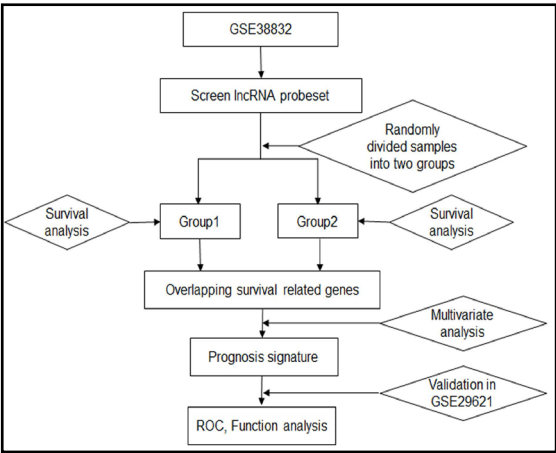 GSE38832
Screen lncRNA probeset
Randomly
divided samples
into two groups
Survival
analysis
Group1
Group2
Survival
analysis
Overlapping survival related genes
Multivariate
analysis
Prognosis signature
Validation in
GSE29621
ROC, Function analysis